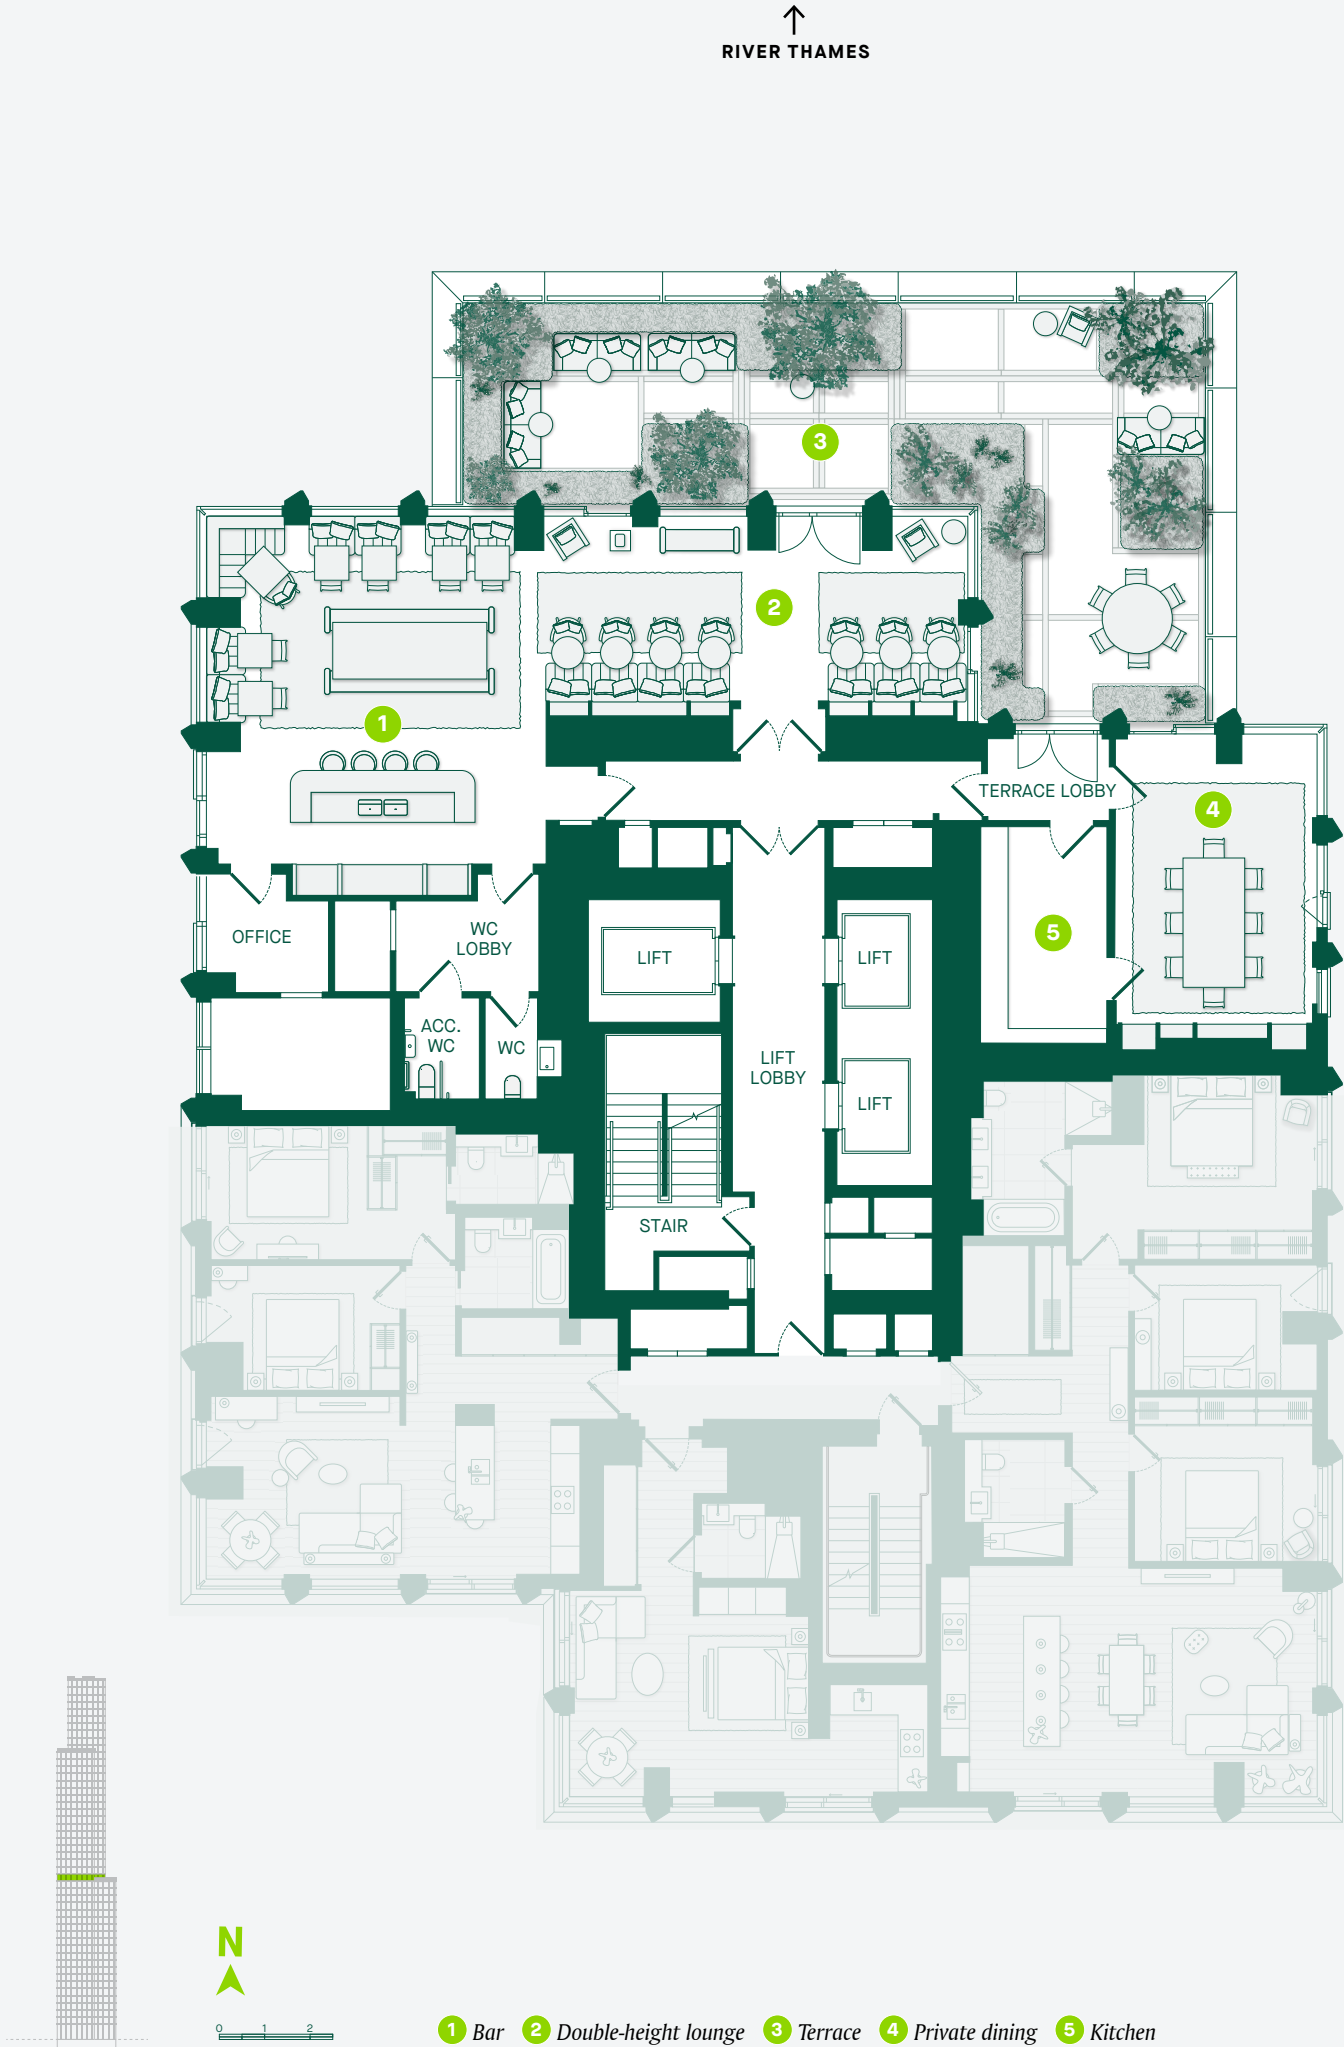 RIVER THAMES
3
2
1
TERRACE LOBBY
4
5
OFFICE
WC
LOBBY
LIFT
LIFT
ACC.
WC
WC
LIFT
LOBBY
LIFT
STAIR
N
0 1 2
1 Bar 2 Double-height lounge 3 Terrace 4 Private dining 5 Kitchen